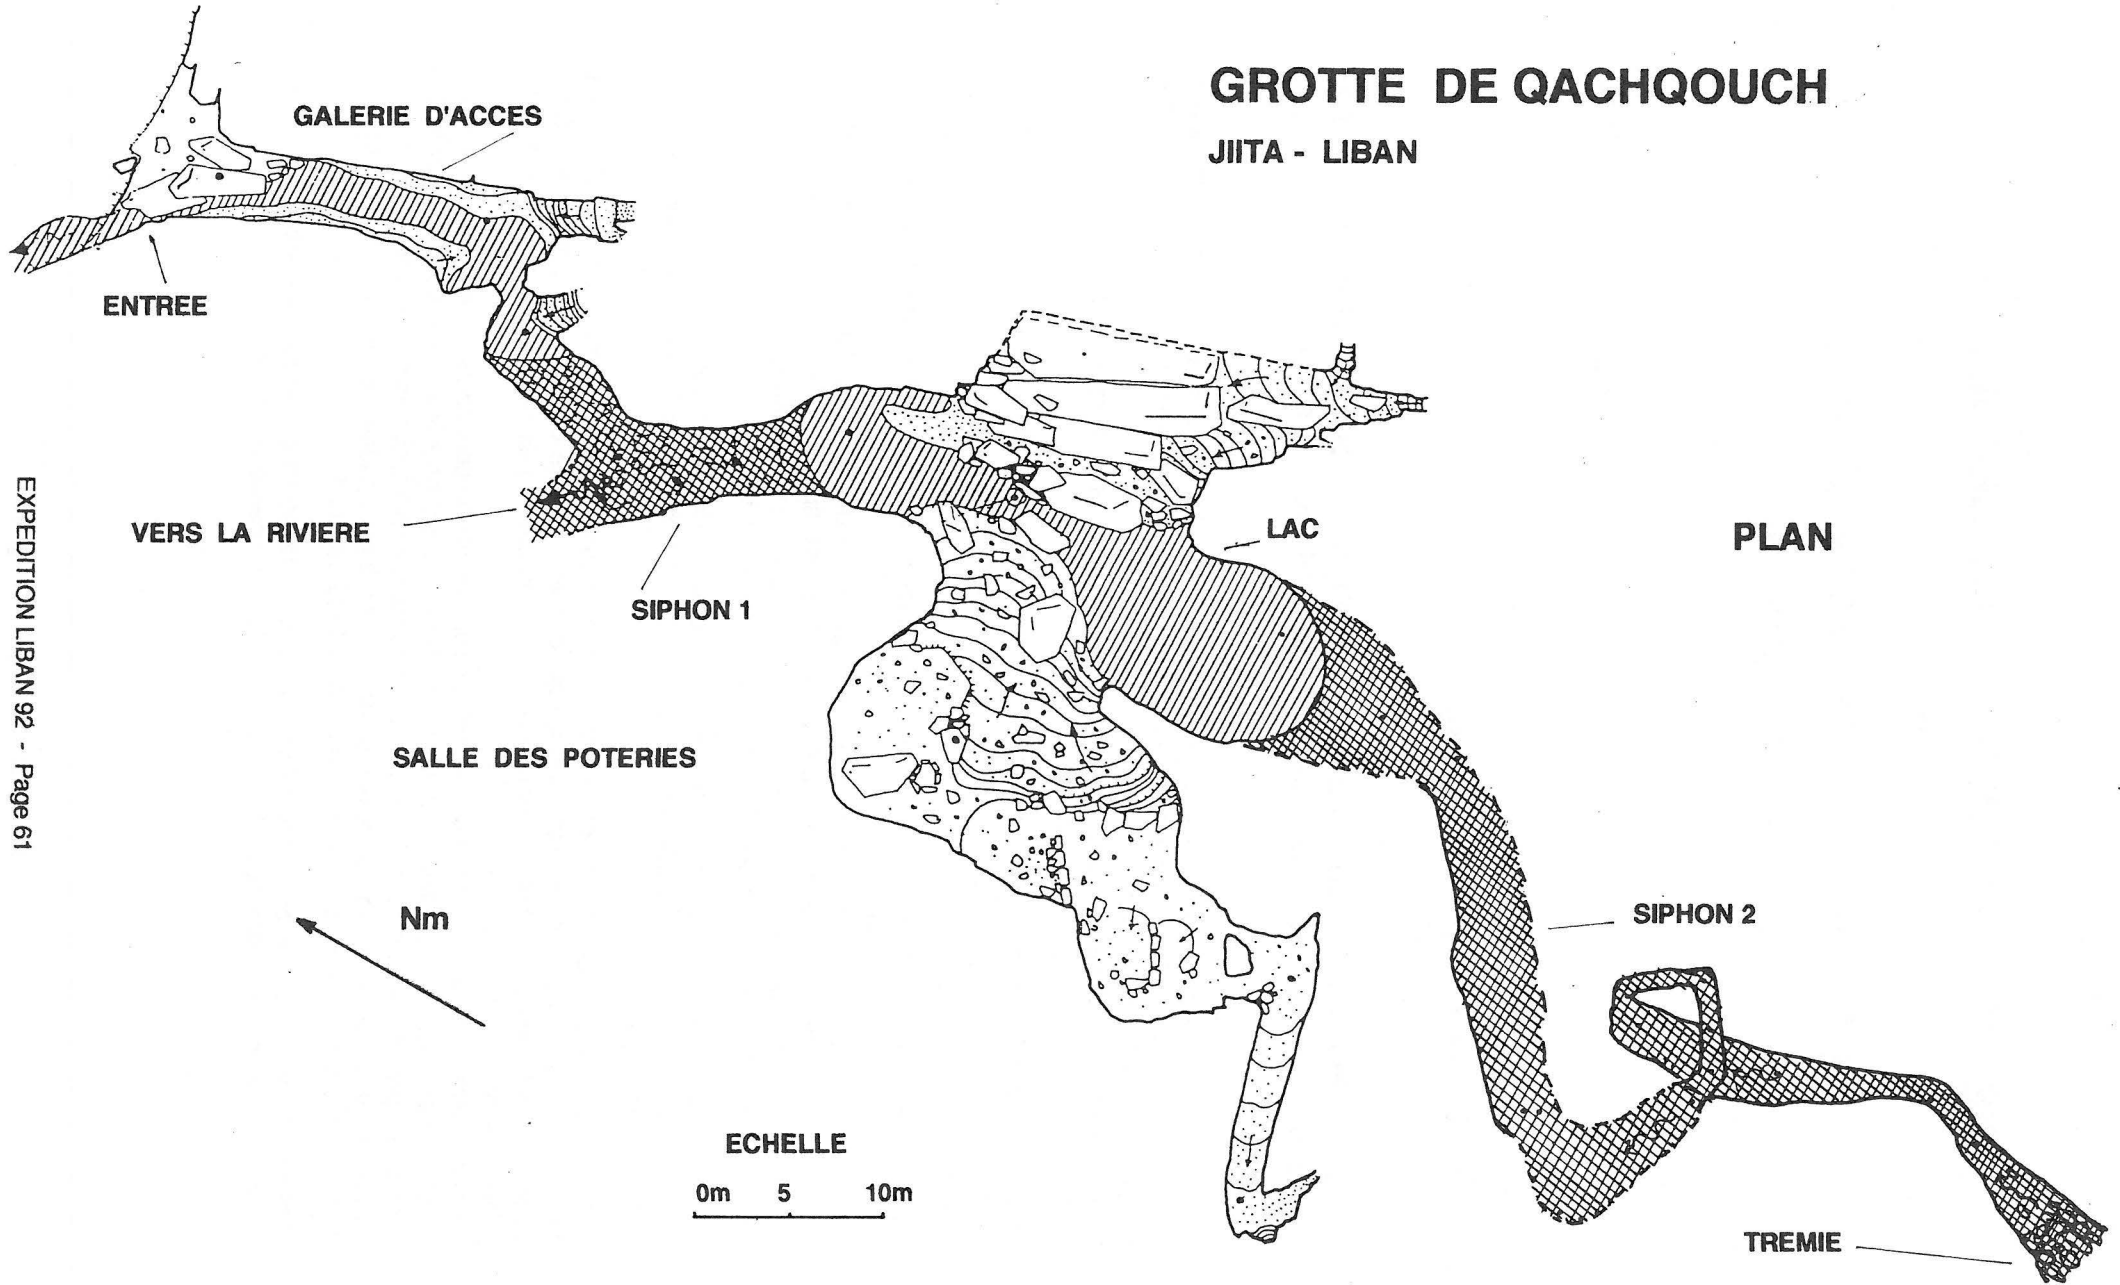 GROTTE DE QACHQOUCH
JIITA - LIBAN
GALERIE D'ACCES
ENTREE
VERS LA RIVIERE
SIPHON 1
LAC
PLAN
SALLE DES POTERIES
Nm
SIPHON 2
ECHELLE
0m 5 10m
TREMIE
EXPEDITION LIBAN 92 - Page 61